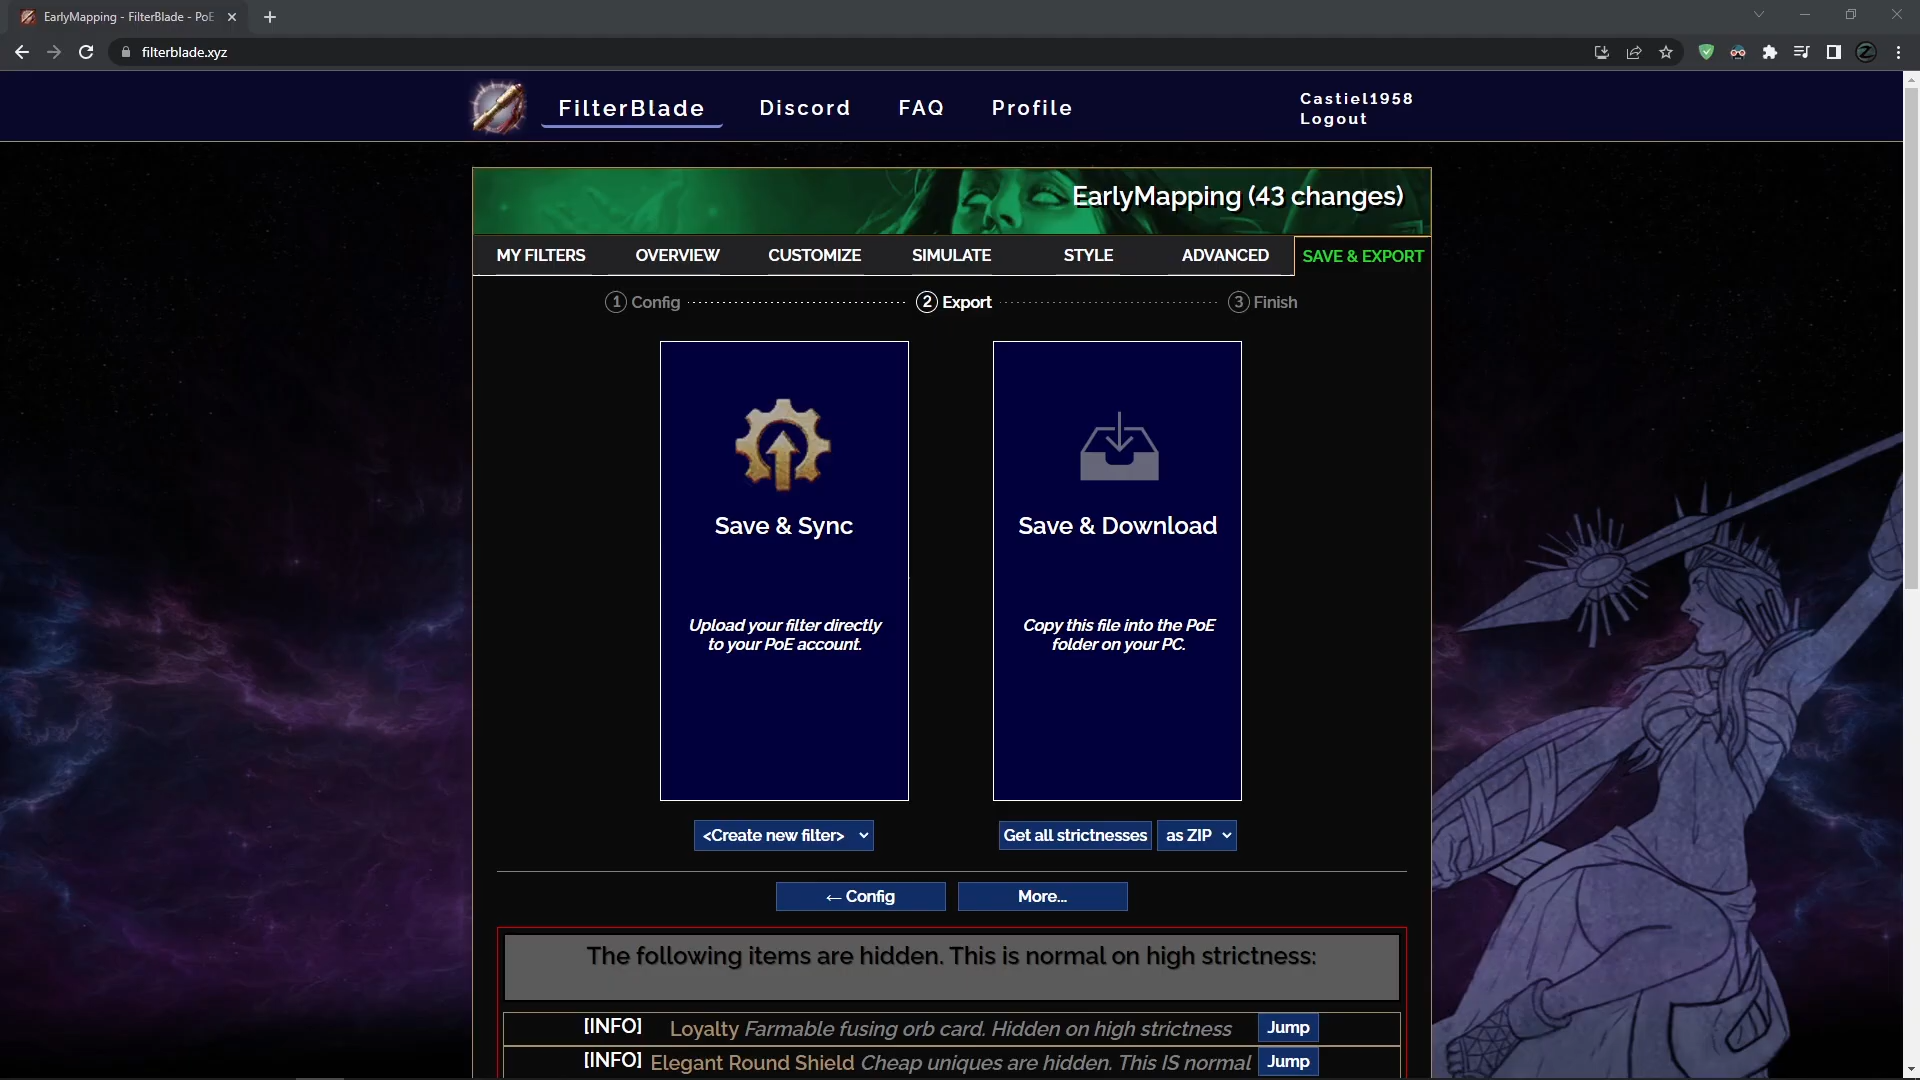 EarlyMapping - FilterBlade - PoE
filterblade.xyz
FilterBlade
Discord
FAQ
Profile
Castiel1958
Logout
EarlyMapping (43 changes)
MY FILTERS
OVERVIEW
CUSTOMIZE
SIMULATE
STYLE
ADVANCED
SAVE & EXPORT
1 Config
2 Export
3 Finish
Save & Sync
Upload your filter directly
to your PoE account.
Save & Download
Copy this file into the PoE
folder on your PC.
<Create new filter>
Get all strictnesses
as ZIP
← Config
More...
The following items are hidden. This is normal on high strictness:
[INFO] Loyalty Farmable fusing orb card. Hidden on high strictness Jump
[INFO] Elegant Round Shield Cheap uniques are hidden. This IS normal Jump